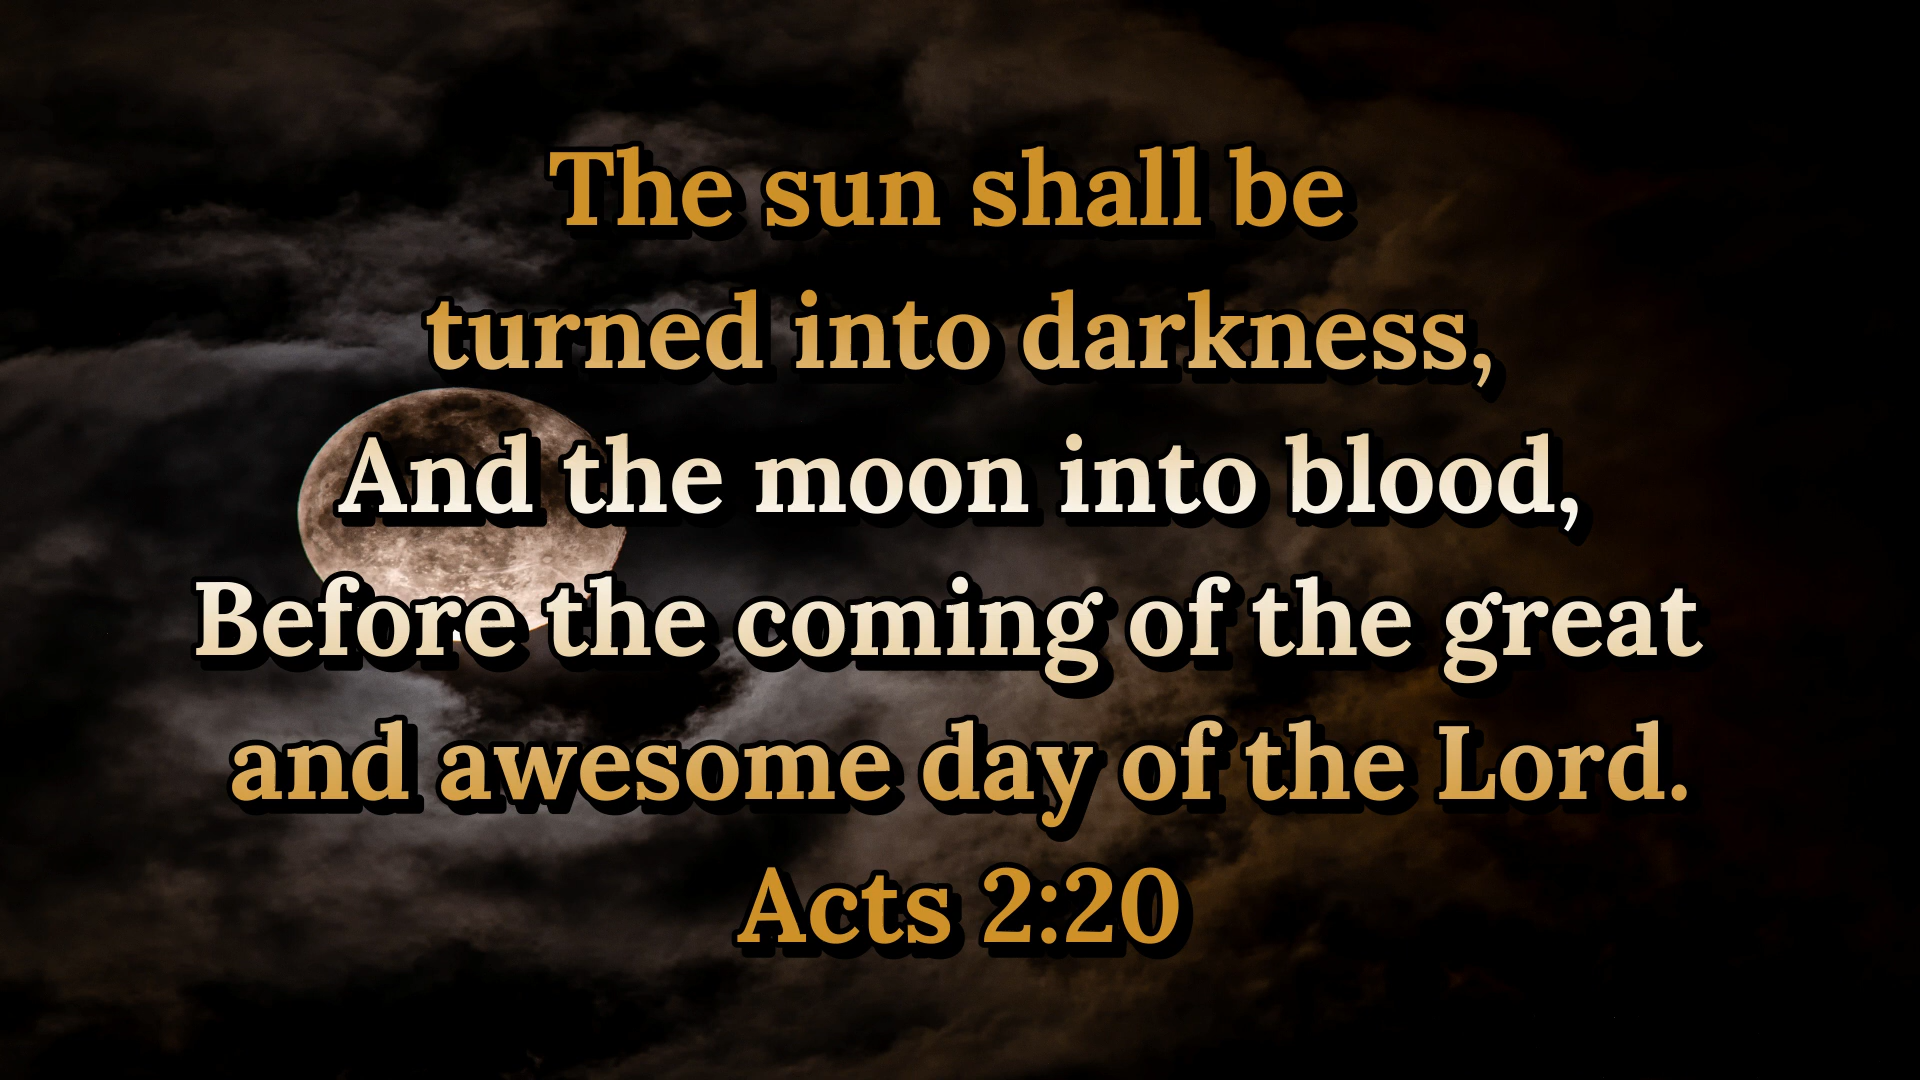 The sun shall be
turned into darkness,
And the moon into blood,
Before the coming of the great
and awesome day of the Lord.
Acts 2:20